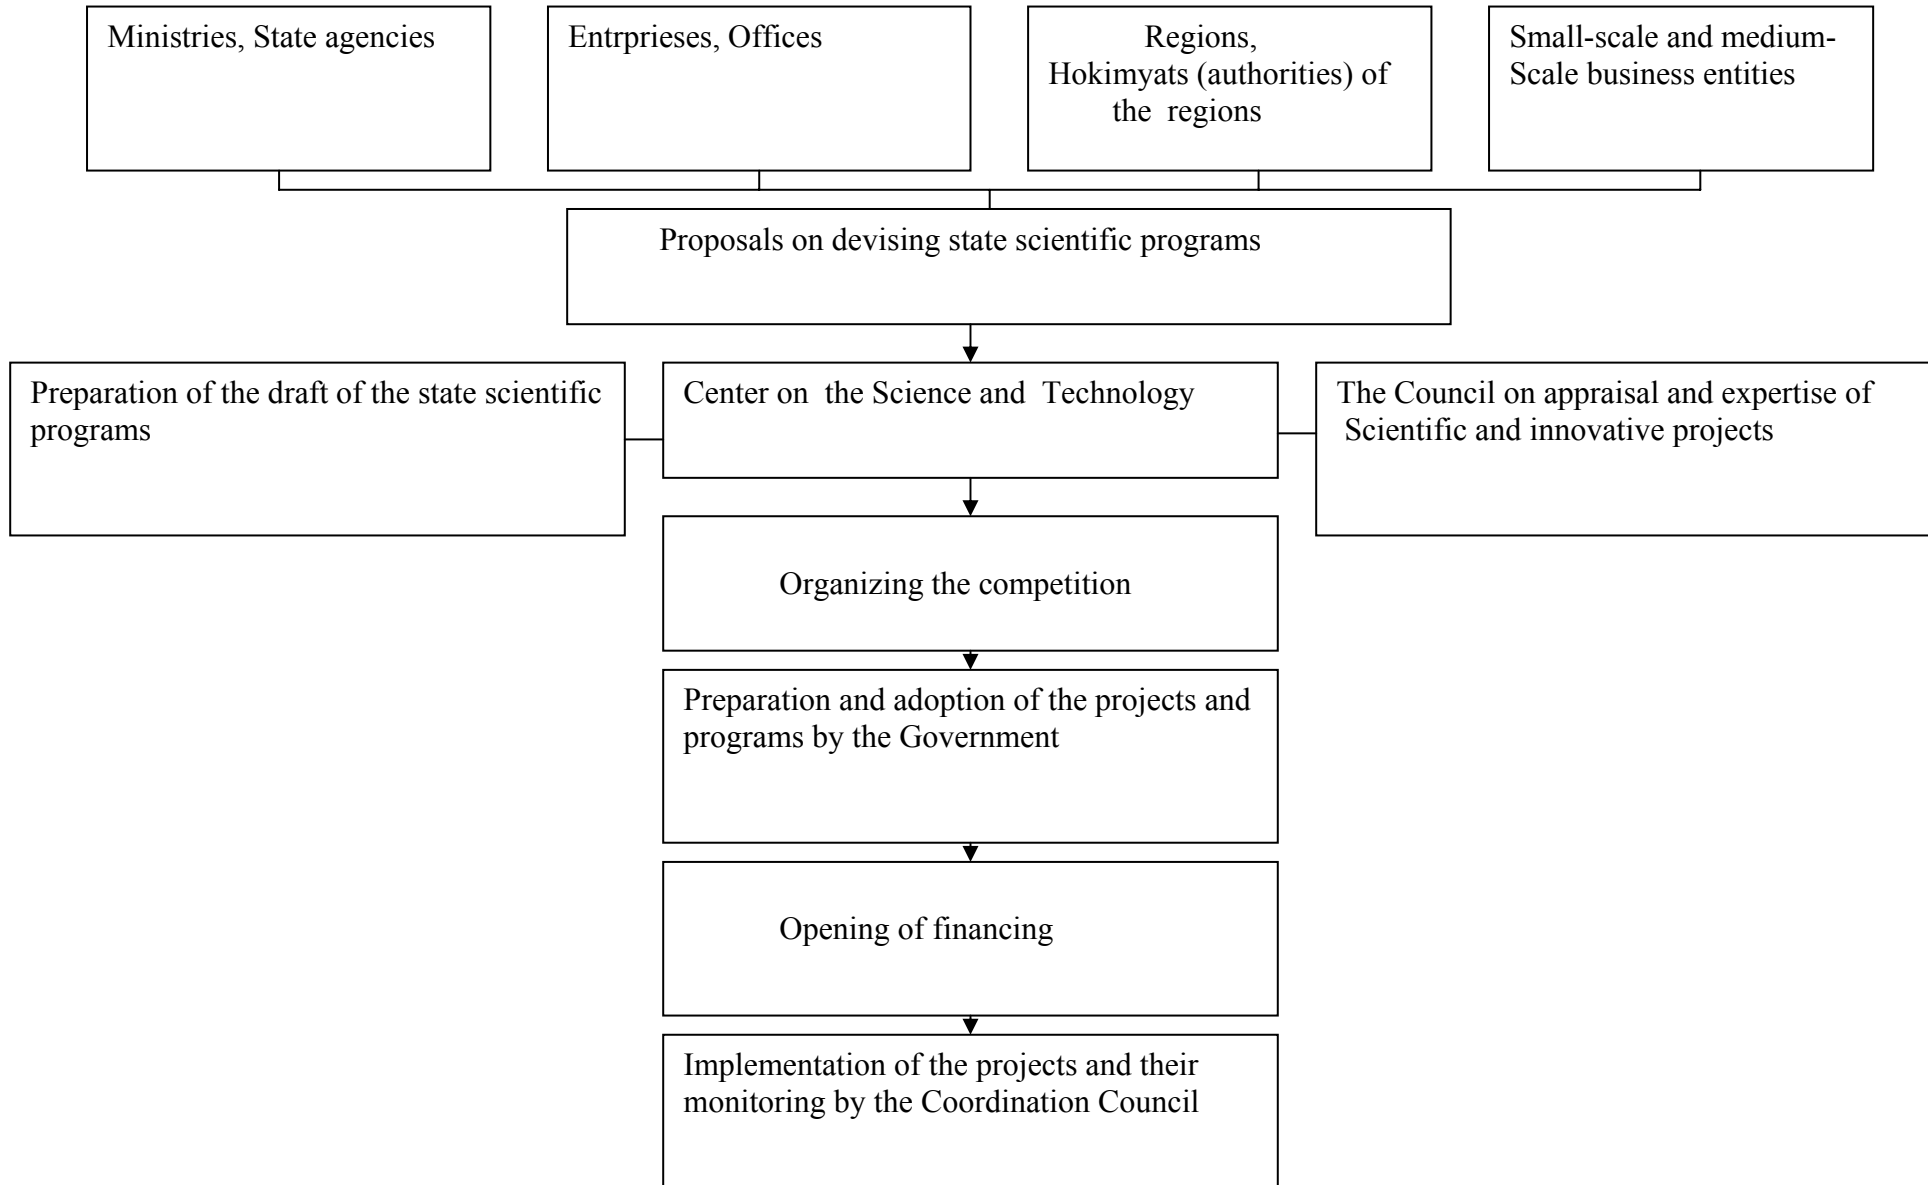 Ministries, State agencies
Entrprieses, Offices
Regions,
Hokimyats (authorities) of
the regions
Small-scale and medium-
Scale business entities
Proposals on devising state scientific programs
Preparation of the draft of the state scientific
programs
Center on the Science and Technology
The Council on appraisal and expertise of
Scientific and innovative projects
Organizing the competition
Preparation and adoption of the projects and
programs by the Government
Opening of financing
Implementation of the projects and their
monitoring by the Coordination Council